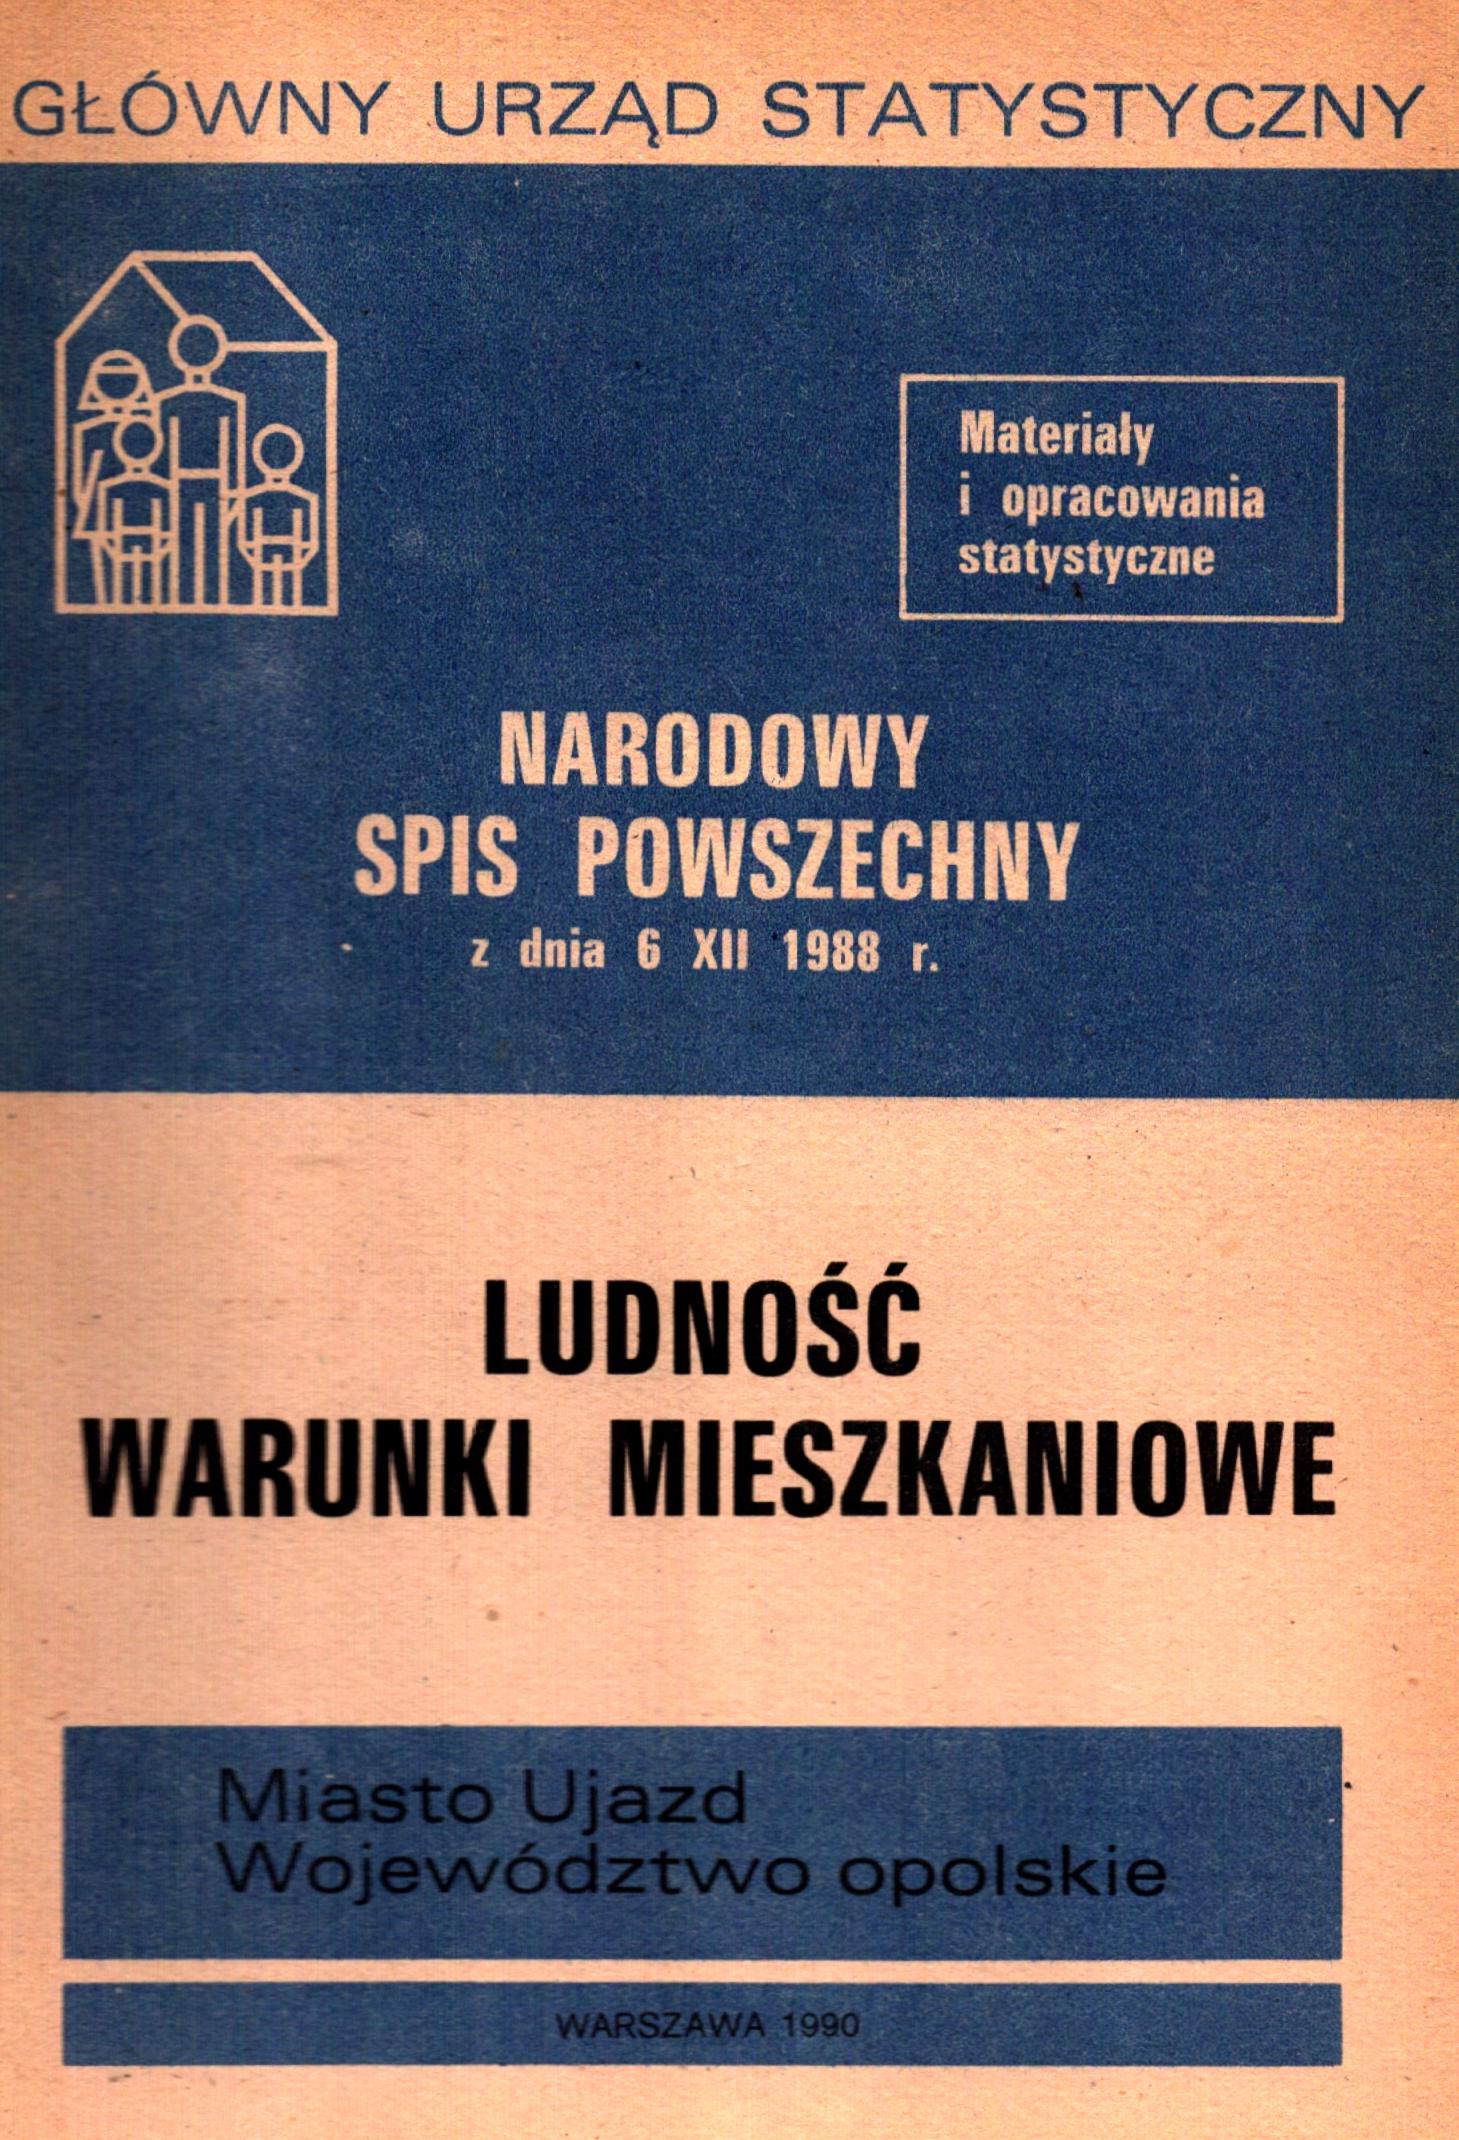 GŁÓWNY URZĄD STATYSTYCZNY
Materiały
i opracowania
statystyczne
NARODOWY
SPIS POWSZECHNY
z dnia 6 XII 1988 r.
LUDNOŚĆ
WARUNKI MIESZKANIOWE
Miasto Ujazd
Województwo opolskie
WARSZAWA 1990